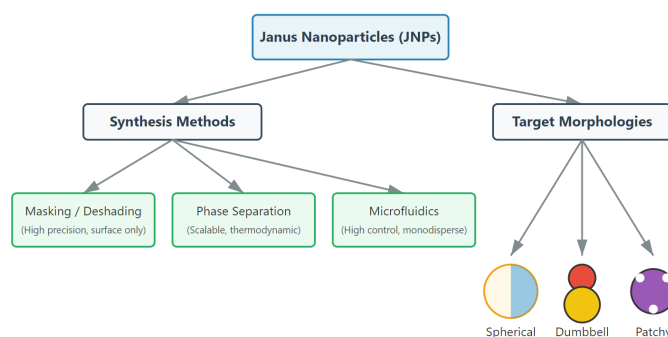 Janus Nanoparticles (JNPs)
Synthesis Methods
Target Morphologies
Masking / Deshading
(High precision, surface only)
Phase Separation
(Scalable, thermodynamic)
Microfluidics
(High control, monodisperse)
Spherical
Dumbbell
Patchy